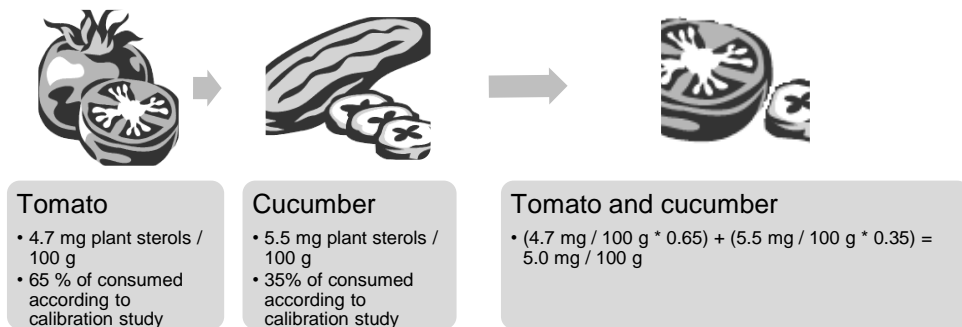 Tomato
• 4.7 mg plant sterols /
100 g
• 65 % of consumed
according to
calibration study
Cucumber
• 5.5 mg plant sterols /
100 g
• 35% of consumed
according to
calibration study
Tomato and cucumber
• (4.7 mg / 100 g * 0.65) + (5.5 mg / 100 g * 0.35) =
5.0 mg / 100 g